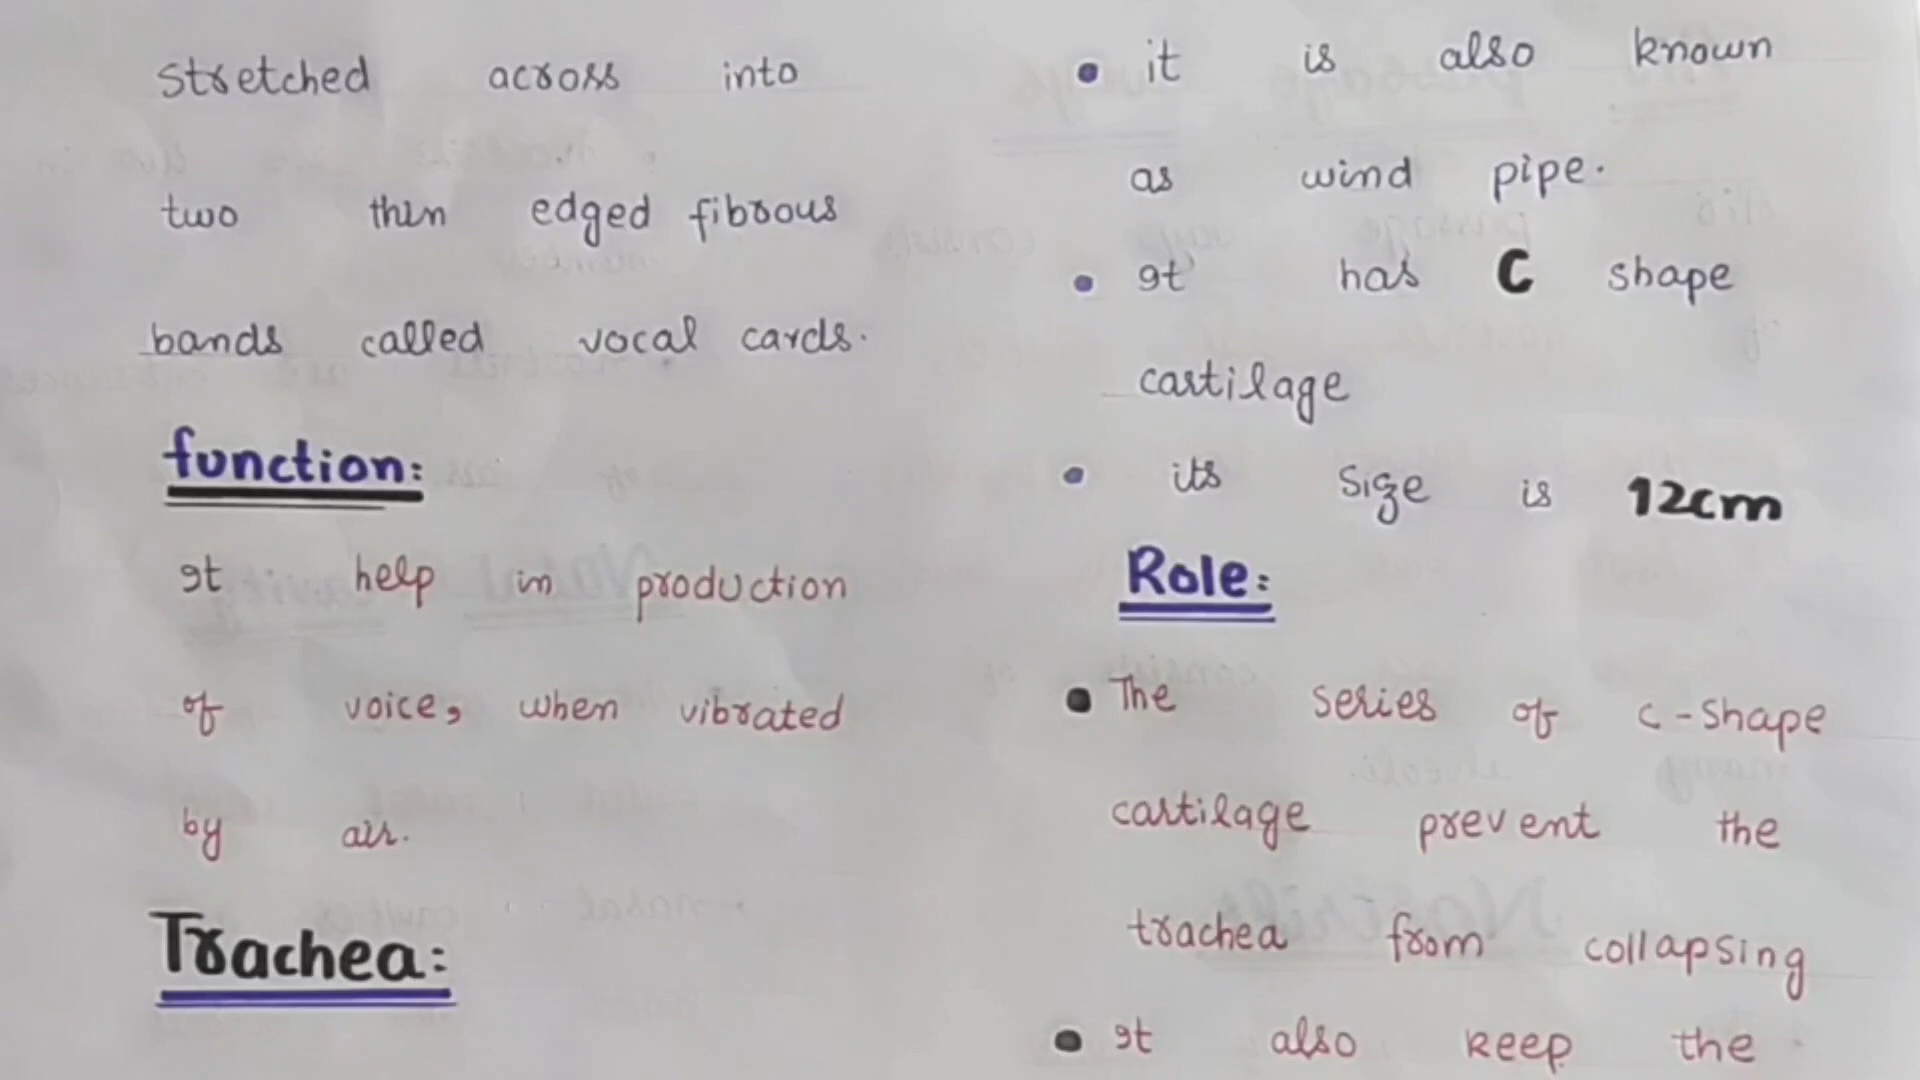 stretched across into
two thin edged fibrous
bands called vocal cards.
function:
It help in production
of voice, when vibrated
by air.
Trachea:
• it is also known
as wind pipe.
• It has C shape
cartilage
• its size is 12cm
Role:
• The series of c-shape
cartilage prevent the
trachea from collapsing
• It also keep the